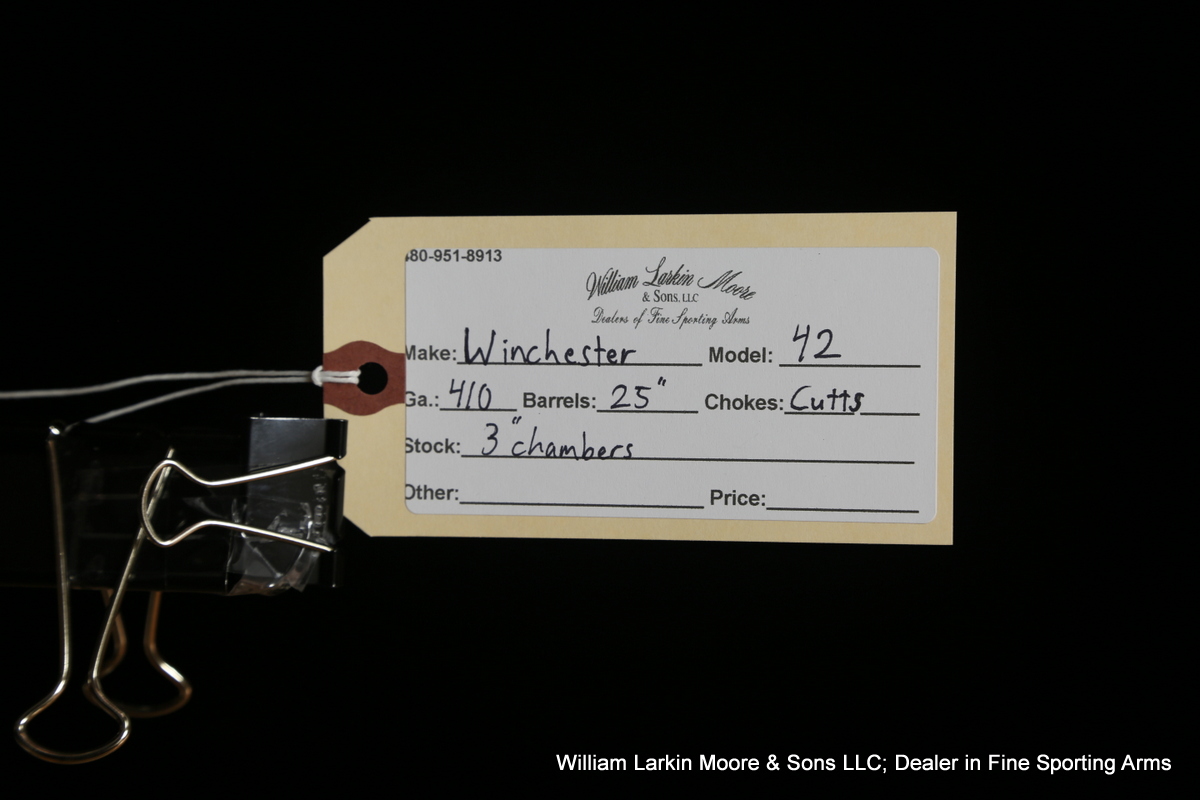 80-951-8913
William Larkin Moore
& Sons, LLC
Dealers of Fine Sporting Arms
Make: Winchester Model: 42
Ga.: 410 Barrels: 25" Chokes: Cutts
Stock: 3" chambers
Other: Price:
William Larkin Moore & Sons LLC; Dealer in Fine Sporting Arms